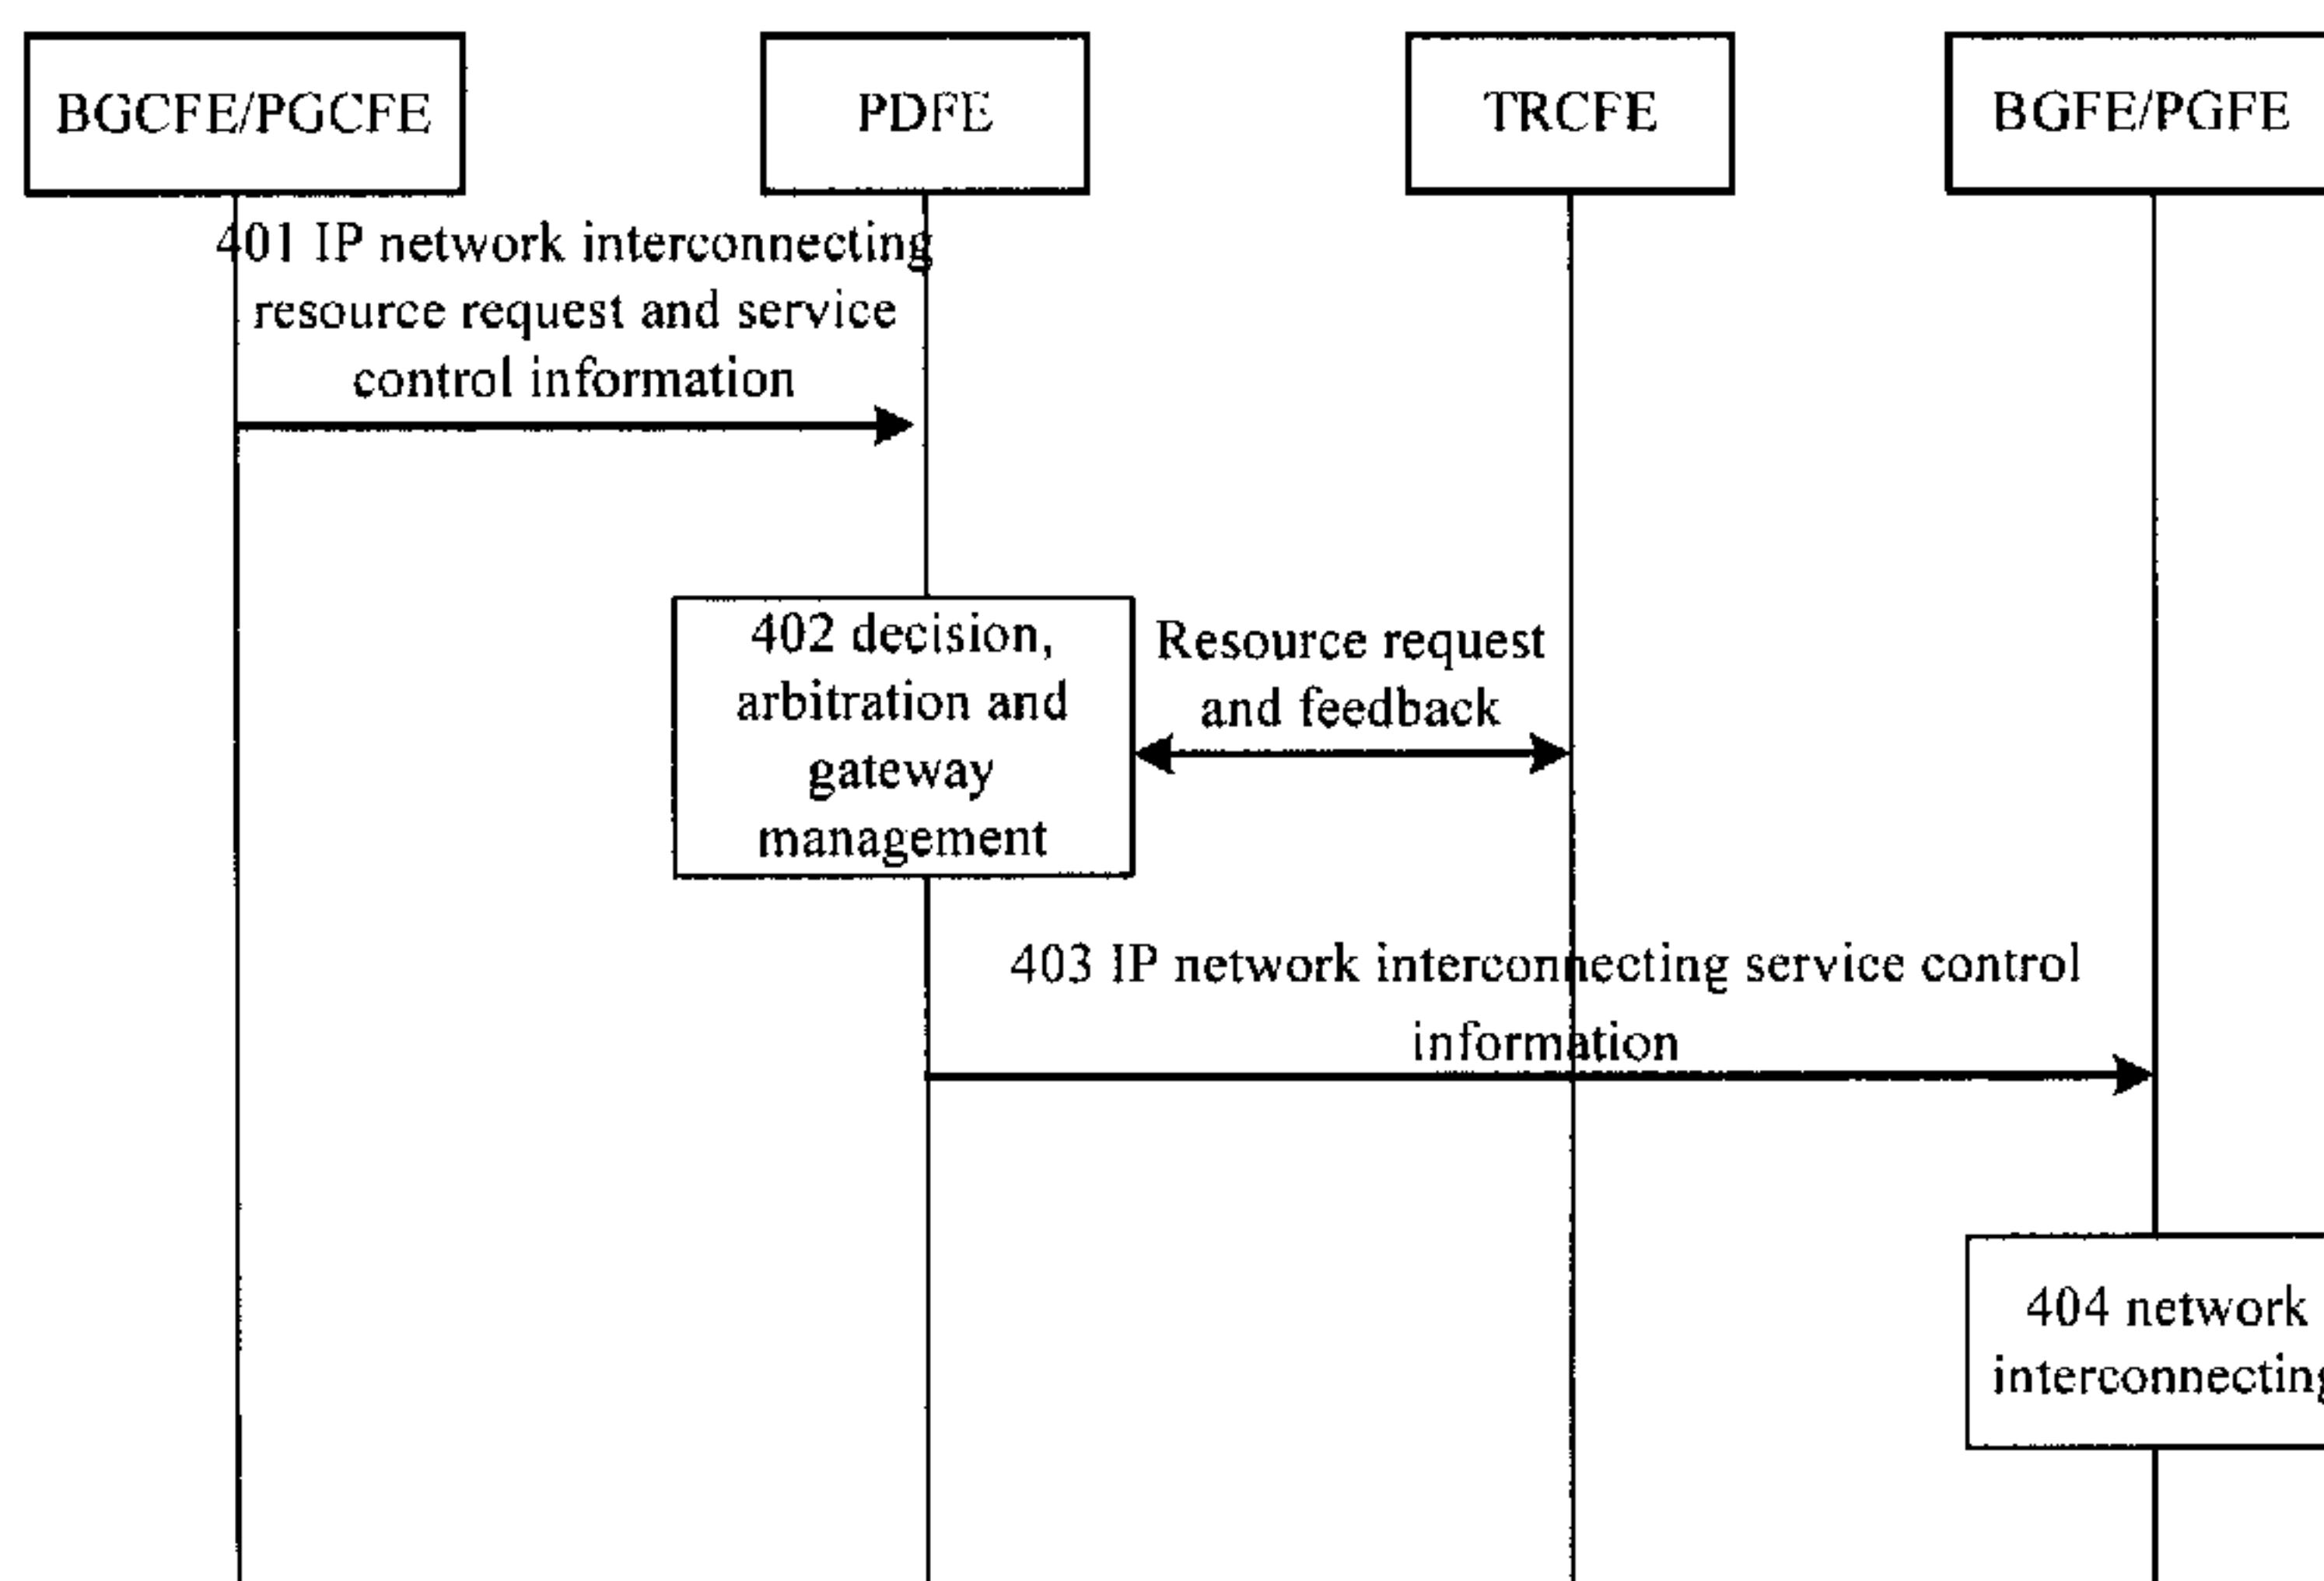 BGCFE/PGCFE
PDFE
TRCFE
BGFE/PGFE
401 IP network interconnecting
resource request and service
control information
402 decision,
arbitration and
gateway
management
Resource request
and feedback
403 IP network interconnecting service control
information
404 network
interconnecting